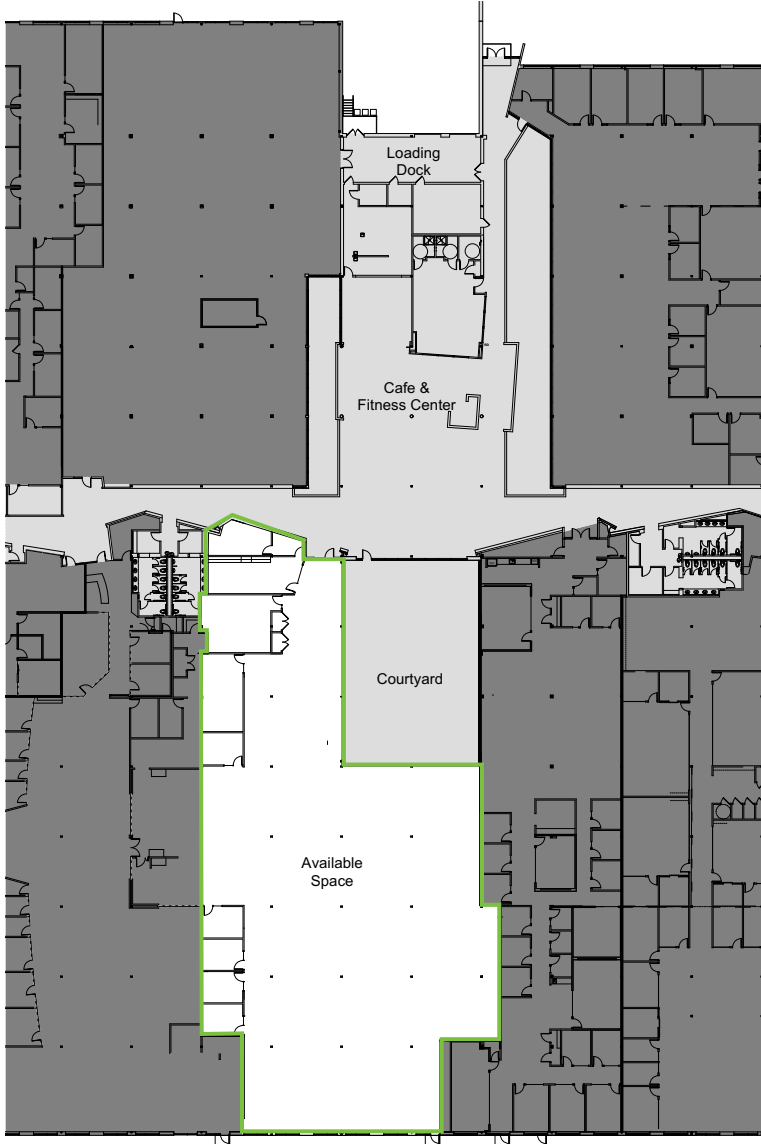 Loading
Dock
Cafe &
Fitness Center
Courtyard
Available
Space